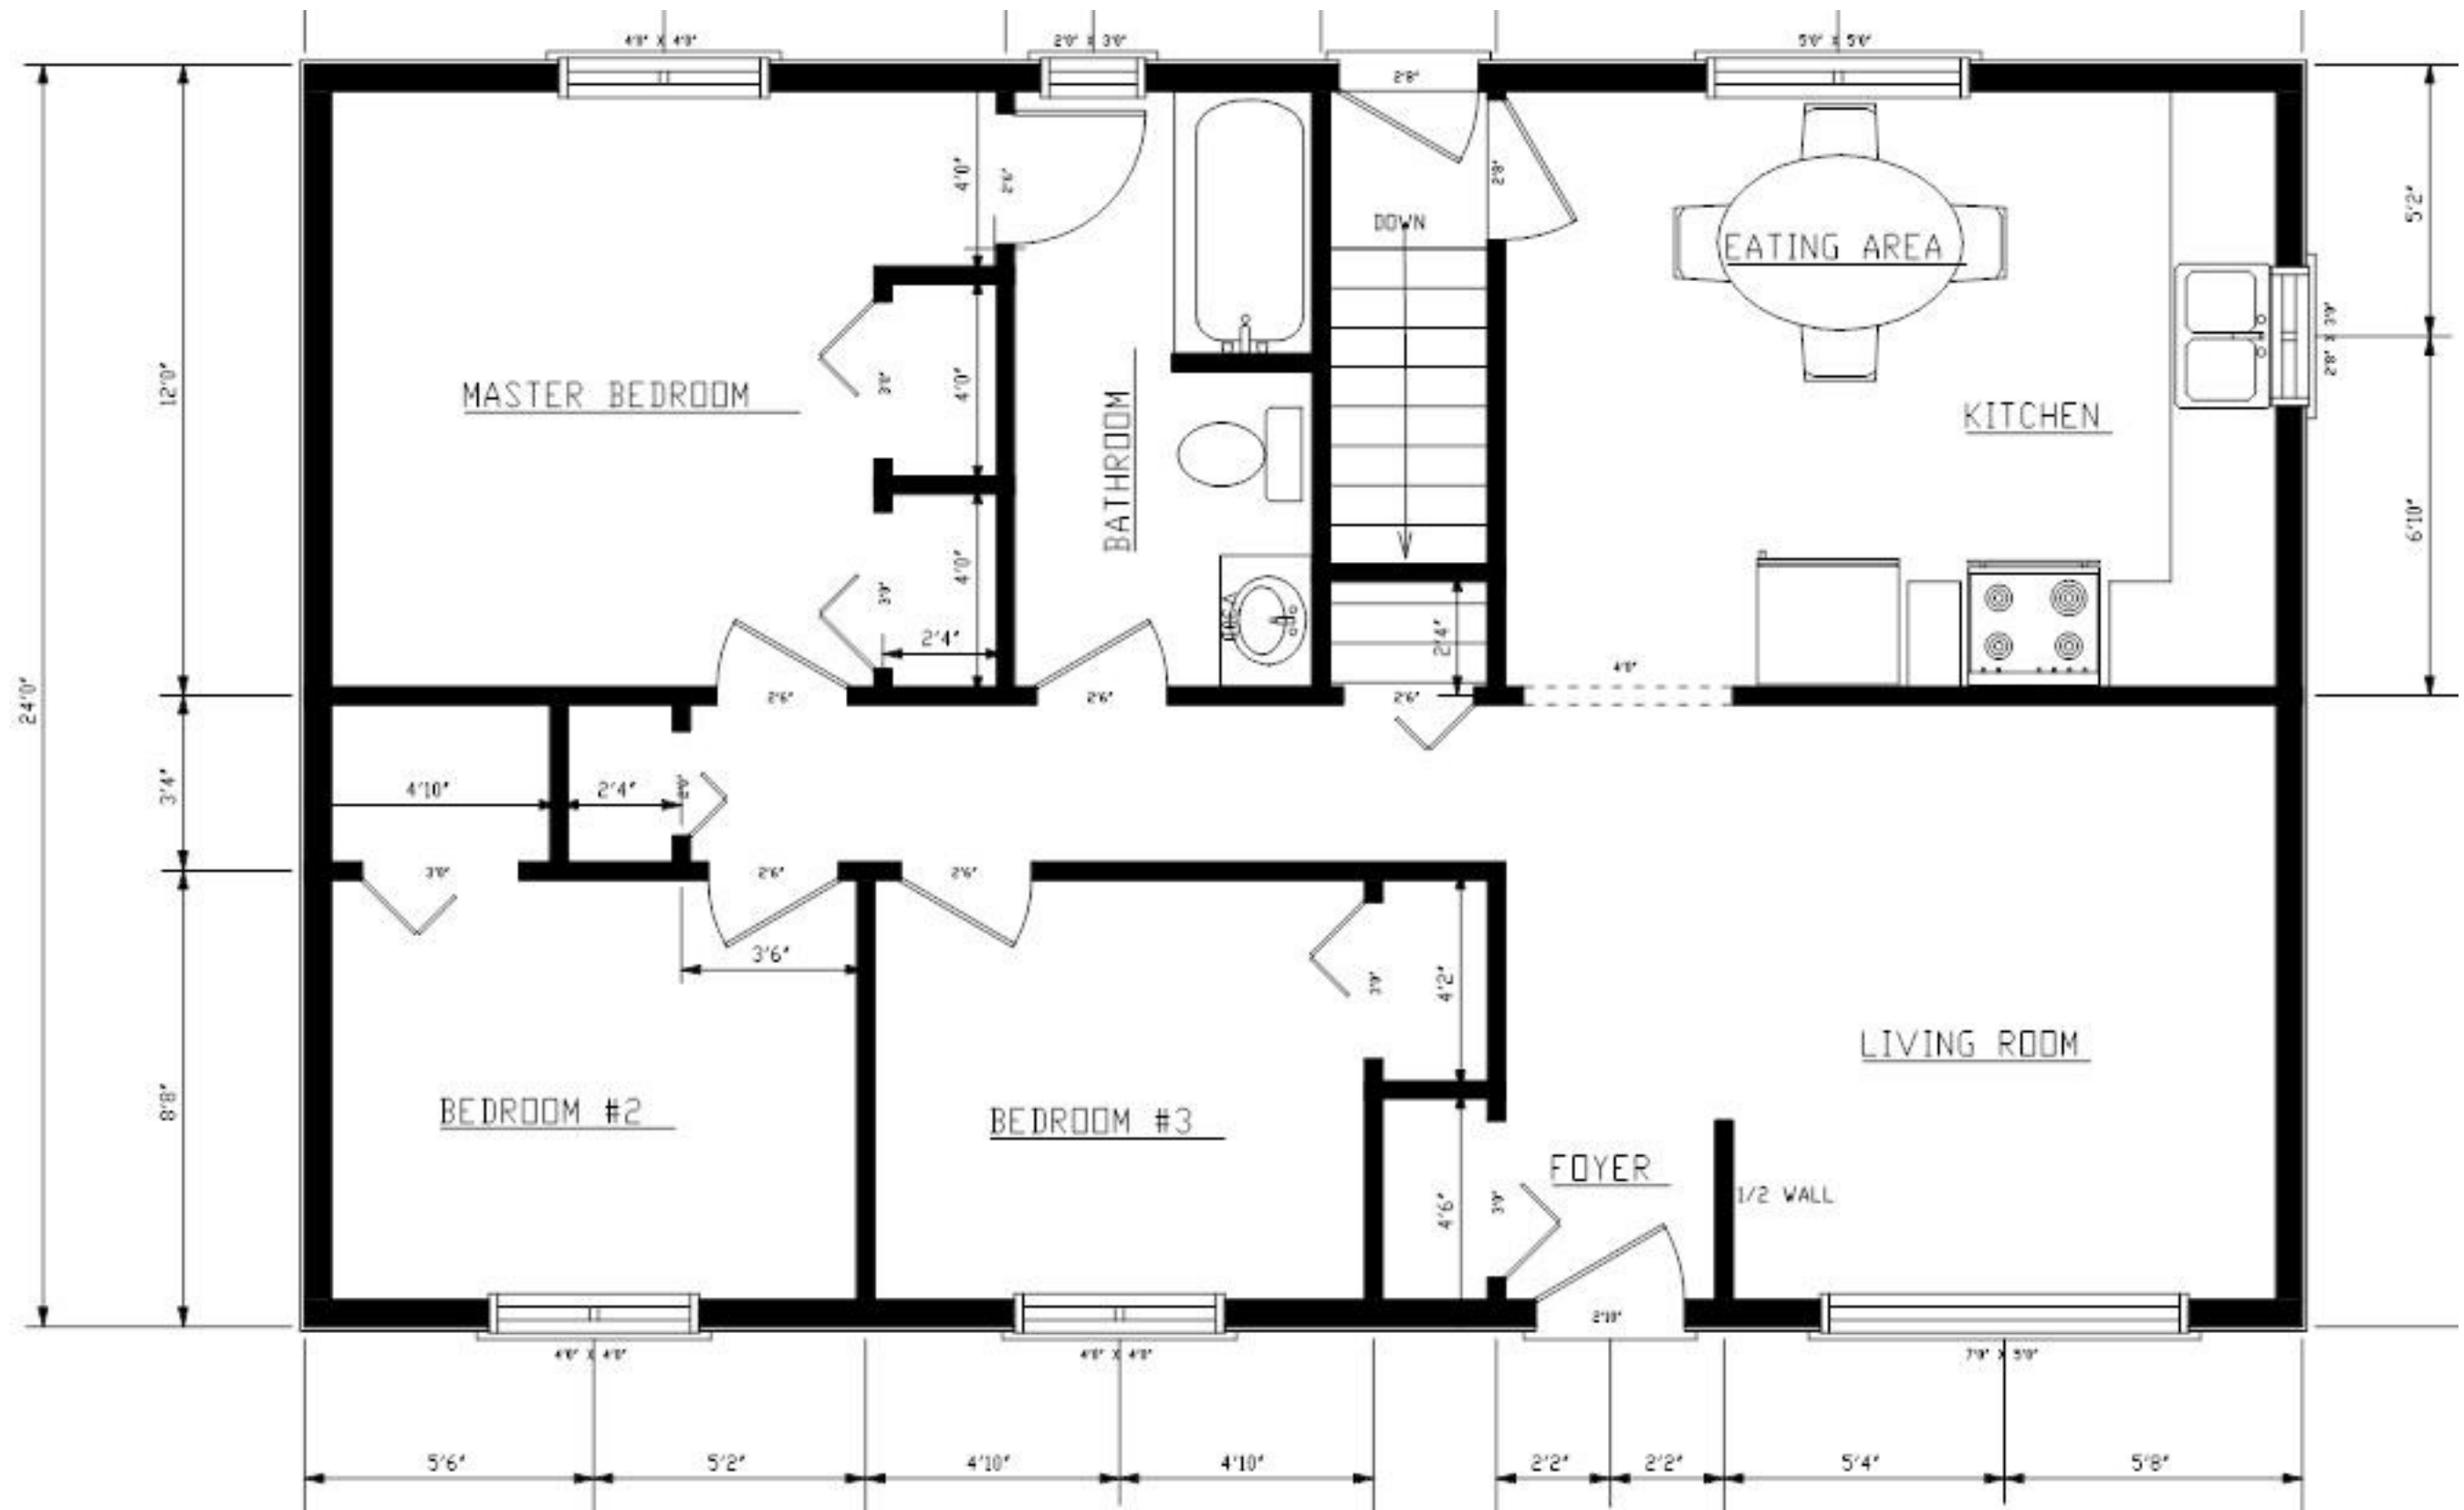 4'0" X 4'0"
2'0" X 3'0"
5'0" X 5'0"
2'8"
4'0"
2'6"
2'8"
5'2"
DOWN
EATING AREA
2'8" X 3'9"
12'0"
MASTER BEDROOM
3'0"
4'0"
BATHROOM
KITCHEN
6'10"
4'0"
3'9"
2'4"
2'4"
4'0"
24'0"
2'6"
2'6"
2'6"
3'4"
4'10"
2'4"
2'0"
3'0"
2'6"
2'6"
3'6"
3'9"
4'2"
LIVING ROOM
8'8"
BEDROOM #2
BEDROOM #3
FOYER
1/2 WALL
4'6"
3'9"
2'10"
4'0" X 4'0"
4'0" X 4'0"
7'0" X 5'0"
5'6"
5'2"
4'10"
4'10"
2'2"
2'2"
5'4"
5'8"